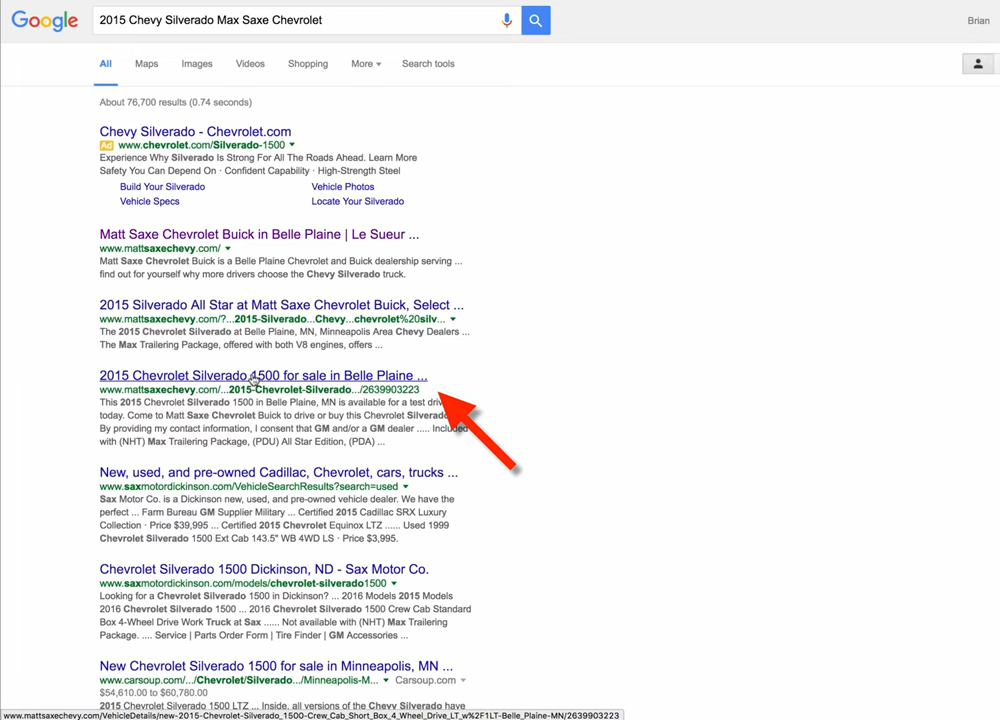 Google
2015 Chevy Silverado Max Saxe Chevrolet
Brian
All Maps Images Videos Shopping More Search tools
About 76,700 results (0.74 seconds)
Chevy Silverado - Chevrolet.com
Ad www.chevrolet.com/Silverado-1500
Experience Why Silverado Is Strong For All The Roads Ahead. Learn More
Safety You Can Depend On · Confident Capability · High-Strength Steel
Build Your Silverado Vehicle Photos
Vehicle Specs Locate Your Silverado
Matt Saxe Chevrolet Buick in Belle Plaine | Le Sueur ...
www.mattsaxechevy.com/
Matt Saxe Chevrolet Buick is a Belle Plaine Chevrolet and Buick dealership serving ...
find out for yourself why more drivers choose the Chevy Silverado truck.
2015 Silverado All Star at Matt Saxe Chevrolet Buick, Select ...
www.mattsaxechevy.com/?...2015-Silverado...Chevy...chevrolet%20silv...
The 2015 Chevrolet Silverado at Belle Plaine, MN, Minneapolis Area Chevy Dealers ...
The Max Trailering Package, offered with both V8 engines, offers ...
2015 Chevrolet Silverado 1500 for sale in Belle Plaine ...
www.mattsaxechevy.com/...2015-Chevrolet-Silverado.../2639903223
This 2015 Silverado 1500 in Belle Plaine, MN is available for a test
today. Come to Matt Saxe Chevrolet Buick to drive or buy this Chevrolet Silverado
By providing my contact information, I consent that GM and/or a GM dealer ..... Included
with (NHT) Max Trailering Package, (PDU) All Star Edition, (PDA) ...
New, used, and pre-owned Cadillac, Chevrolet, cars, trucks ...
www.saxmotordickinson.com/VehicleSearchResults?search=used
Sax Motor Co. is a Dickinson new, used, and pre-owned vehicle dealer. We have the
perfect ... Farm Bureau GM Supplier Military ... Certified 2015 Cadillac SRX Luxury
Collection · Price $39,995 ... Certified 2015 Chevrolet Equinox LTZ ...... Used 1999
Chevrolet Silverado 1500 Ext Cab 143.5" WB 4WD LS · Price $3,995.
Chevrolet Silverado 1500 Dickinson, ND - Sax Motor Co.
www.saxmotordickinson.com/models/chevrolet-silverado1500
Looking for a Chevrolet Silverado 1500 in Dickinson? ... 2016 Models 2015 Models
2016 Chevrolet Silverado 1500 ... 2016 Chevrolet Silverado 1500 Crew Cab Standard
Box 4-Wheel Drive Work Truck at Sax ...... Not available with (NHT) Max Trailering
Package. .... Service | Parts Order Form | Tire Finder | GM Accessories ...
New Chevrolet Silverado 1500 for sale in Minneapolis, MN ...
www.carsoup.com/.../Chevrolet/Silverado.../Minneapolis-M... Carsoup.com
$54,610.00 to $60,780.00
2015 Chevrolet Silverado 1500 LTZ ... Inside, all versions of the Chevy Silverado have
www.mattsaxechevy.com/VehicleDetails/new-2015-Chevrolet-Silverado_1500-Crew_Cab_Short_Box_4_Wheel_Drive_LT_w%2F1LT-Belle_Plaine-MN/2639903223